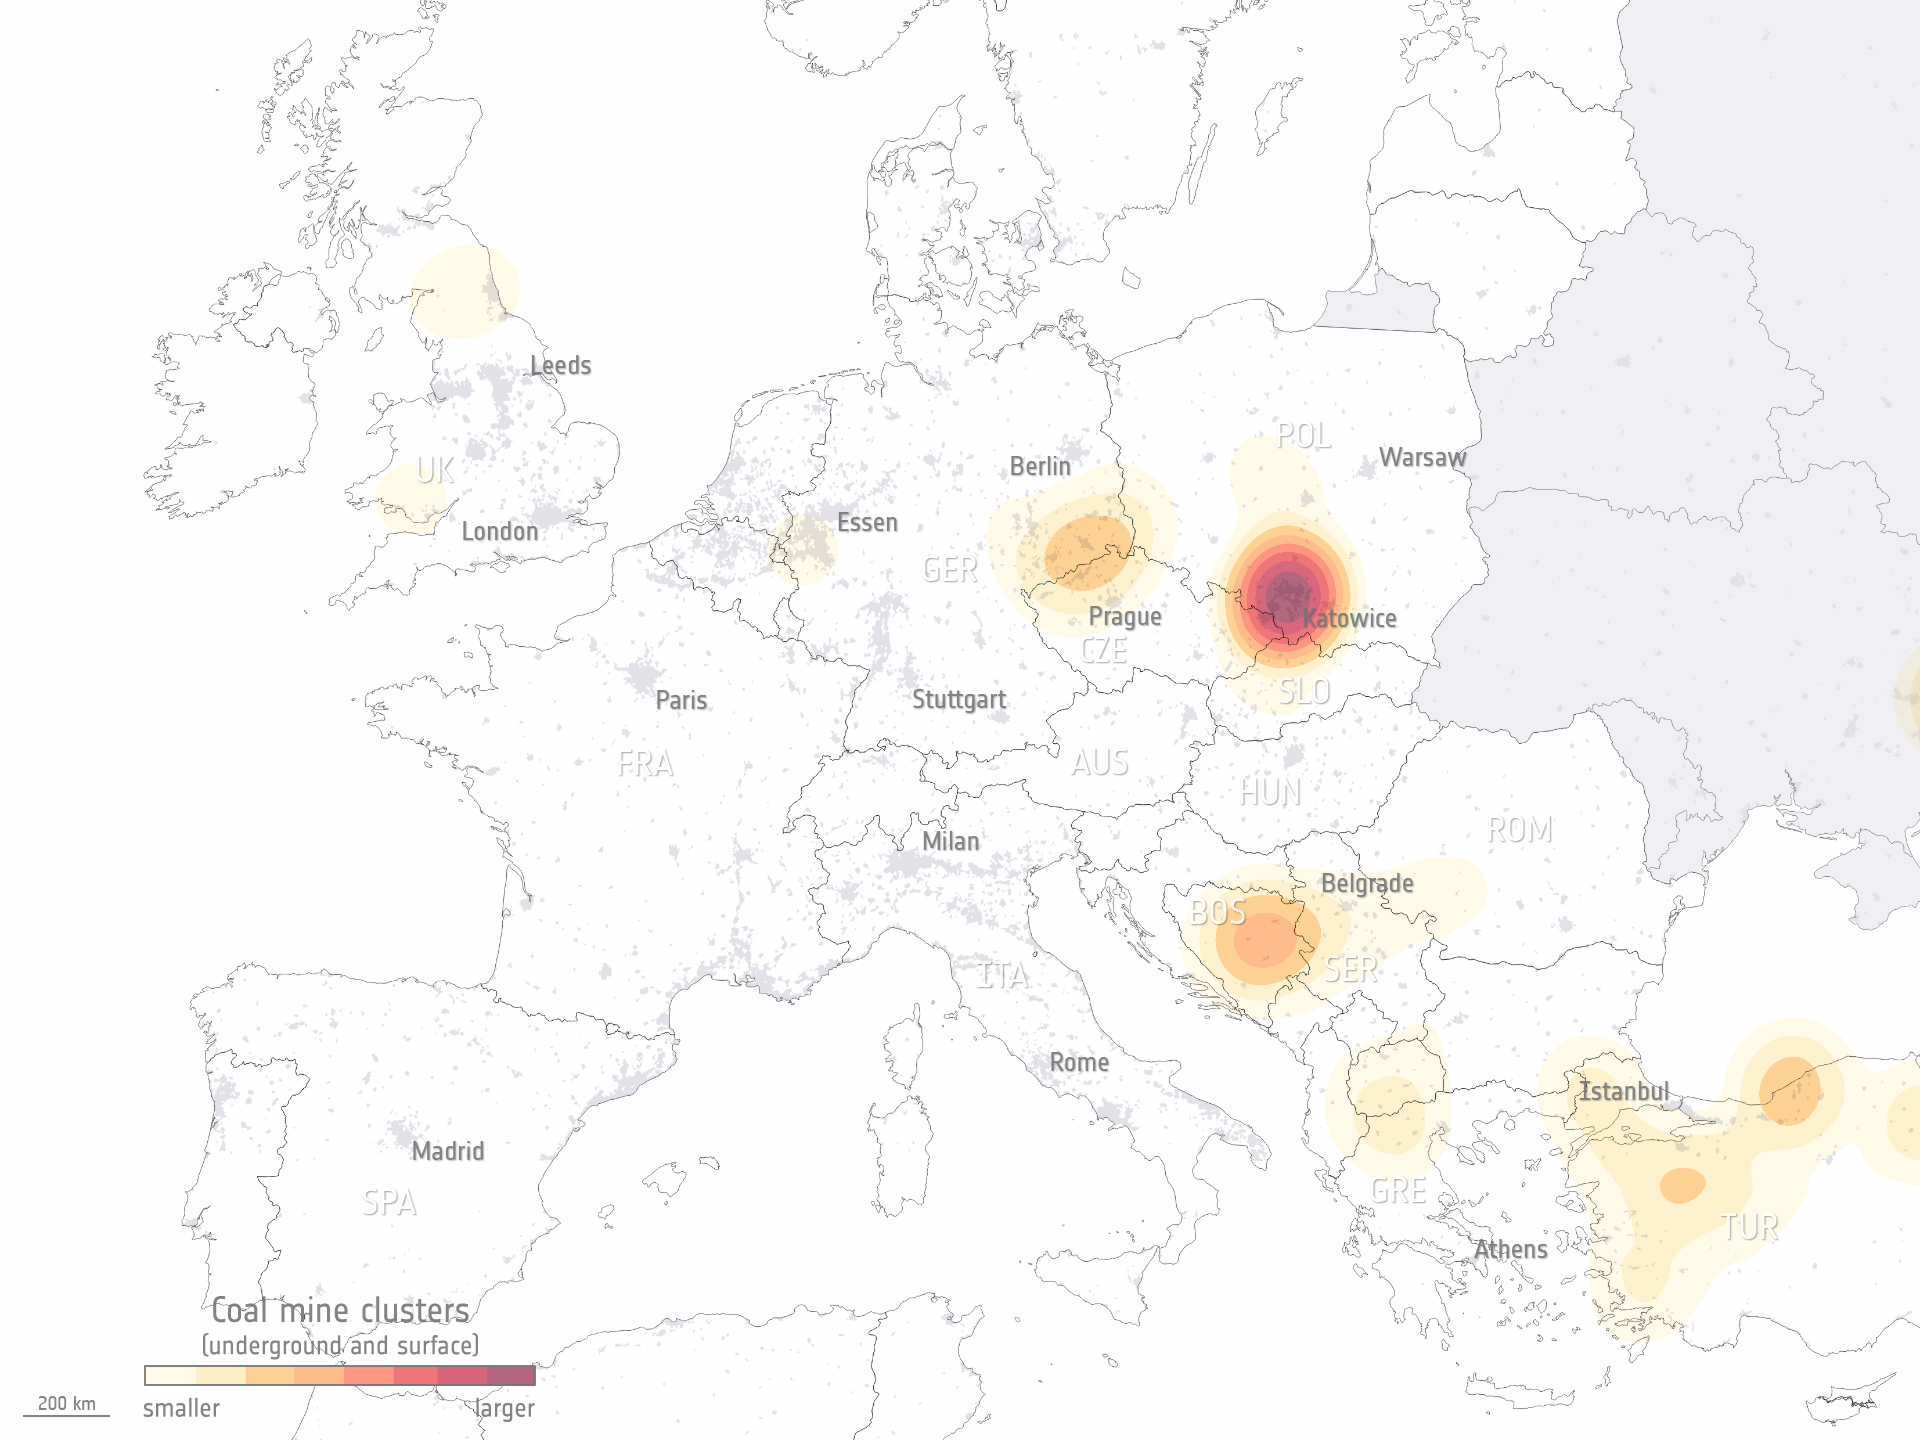 Leeds
UK
London
Essen
Berlin
POL
Warsaw
GER
Prague
CZE
Katowice
SLO
Paris
Stuttgart
FRA
AUS
HUN
ROM
Milan
Belgrade
BOS
SER
ITA
Rome
Istanbul
Madrid
SPA
GRE
TUR
Athens
Coal mine clusters
(underground and surface)
smaller larger
200 km